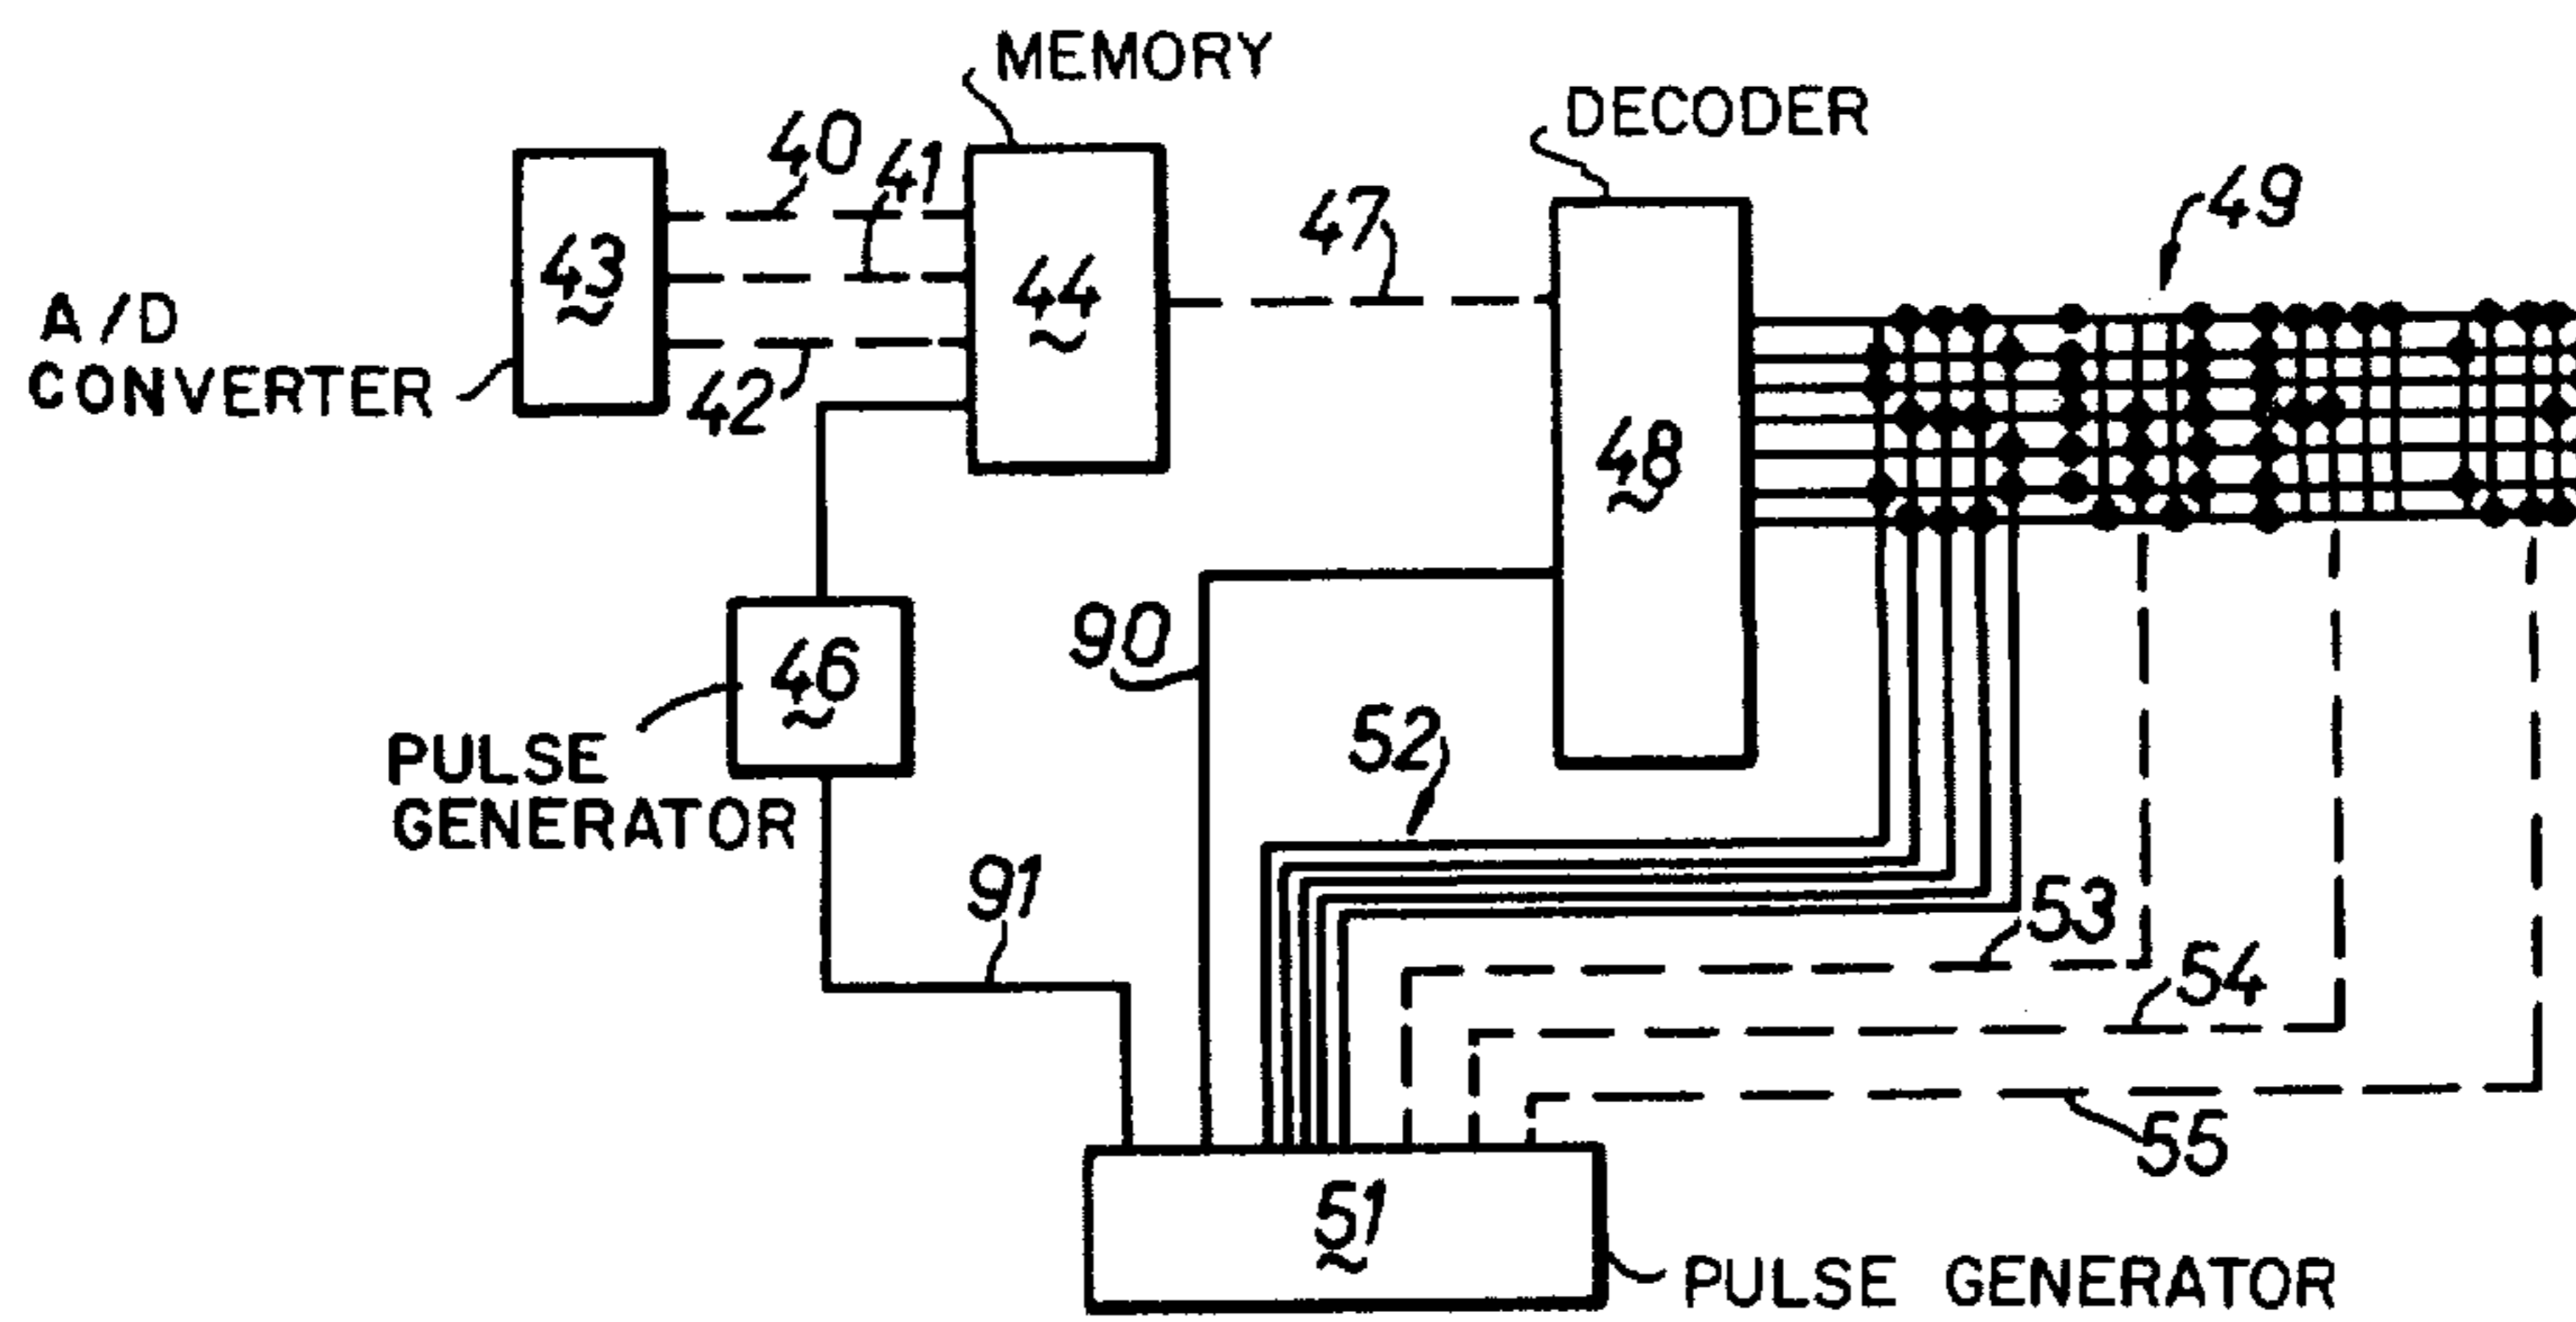 MEMORY
DECODER
40
41
49
47
43
44
A/D
CONVERTER
42
48
46
90
PULSE
GENERATOR
52
91
53
54
55
51
PULSE GENERATOR